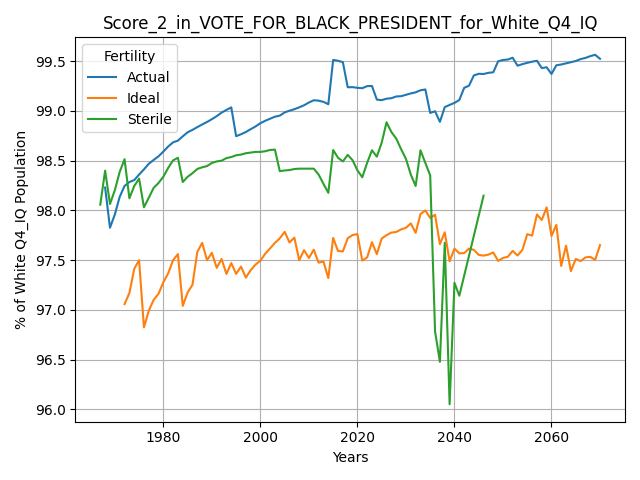 Score_2_in_VOTE_FOR_BLACK_PRESIDENT_for_White_Q4_IQ
Fertility
Actual
Ideal
Sterile
% of White Q4_IQ Population
99.5
99.0
98.5
98.0
97.5
97.0
96.5
96.0
1980
2000
2020
2040
2060
Years